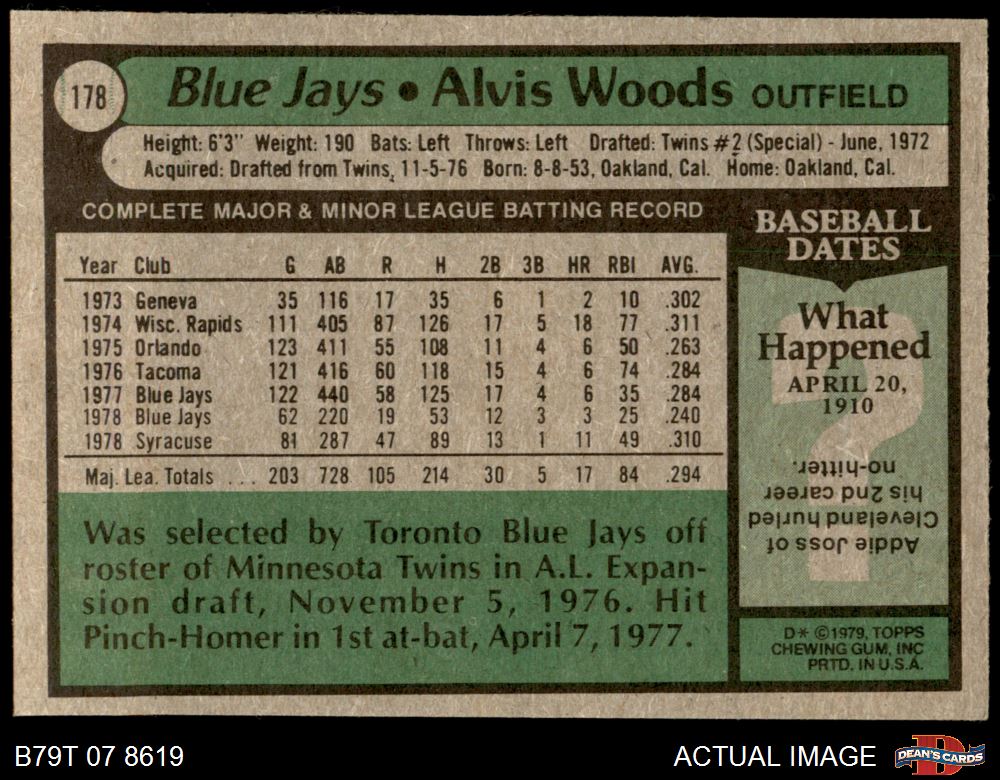 178
Blue Jays • Alvis Woods OUTFIELD
Height: 6'3" Weight: 190 Bats: Left Throws: Left Drafted: Twins #2 (Special) - June, 1972
Acquired: Drafted from Twins, 11-5-76 Born: 8-8-53, Oakland, Cal. Home: Oakland, Cal.
COMPLETE MAJOR & MINOR LEAGUE BATTING RECORD
Year Club G AB R H 2B 3B HR RBI AVG.
1973 Geneva 35 116 17 35 6 1 2 10 .302
1974 Wisc. Rapids 111 405 87 126 17 5 18 77 .311
1975 Orlando 123 411 55 108 11 4 6 50 .263
1976 Tacoma 121 416 60 118 15 4 6 74 .284
1977 Blue Jays 122 440 58 125 17 4 6 35 .284
1978 Blue Jays 62 220 19 53 12 3 3 25 .240
1978 Syracuse 81 287 47 89 13 1 11 49 .310
Maj. Lea. Totals ... 203 728 105 214 30 5 17 84 .294
Was selected by Toronto Blue Jays off
roster of Minnesota Twins in A.L. Expan-
sion draft, November 5, 1976. Hit
Pinch-Homer in 1st at-bat, April 7, 1977.
BASEBALL
DATES
What
Happened
APRIL 20,
1910
?
Addie Joss of
Cleveland hurled
his 2nd career
no-hitter.
D* ©1979, TOPPS
CHEWING GUM, INC
PRTD. IN U.S.A.
B79T 07 8619
ACTUAL IMAGE
D
DEAN'S CARDS